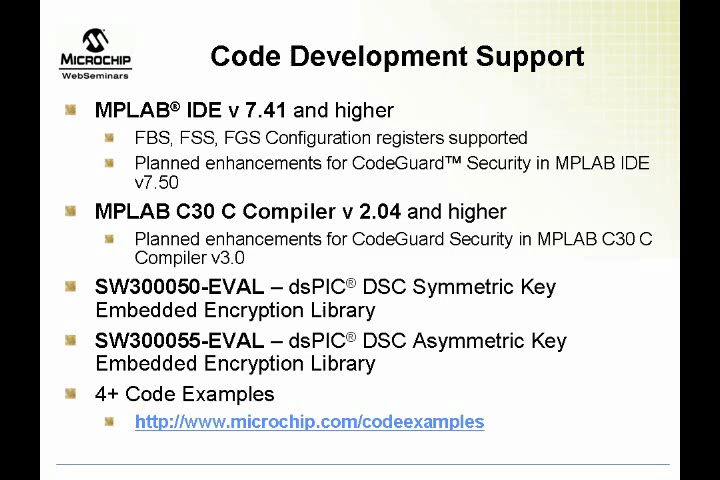 MICROCHIP
WebSeminars
Code Development Support
MPLAB® IDE v 7.41 and higher
FBS, FSS, FGS Configuration registers supported
Planned enhancements for CodeGuard™ Security in MPLAB IDE
v7.50
MPLAB C30 C Compiler v 2.04 and higher
Planned enhancements for CodeGuard Security in MPLAB C30 C
Compiler v3.0
SW300050-EVAL – dsPIC® DSC Symmetric Key
Embedded Encryption Library
SW300055-EVAL – dsPIC® DSC Asymmetric Key
Embedded Encryption Library
4+ Code Examples
http://www.microchip.com/codeexamples